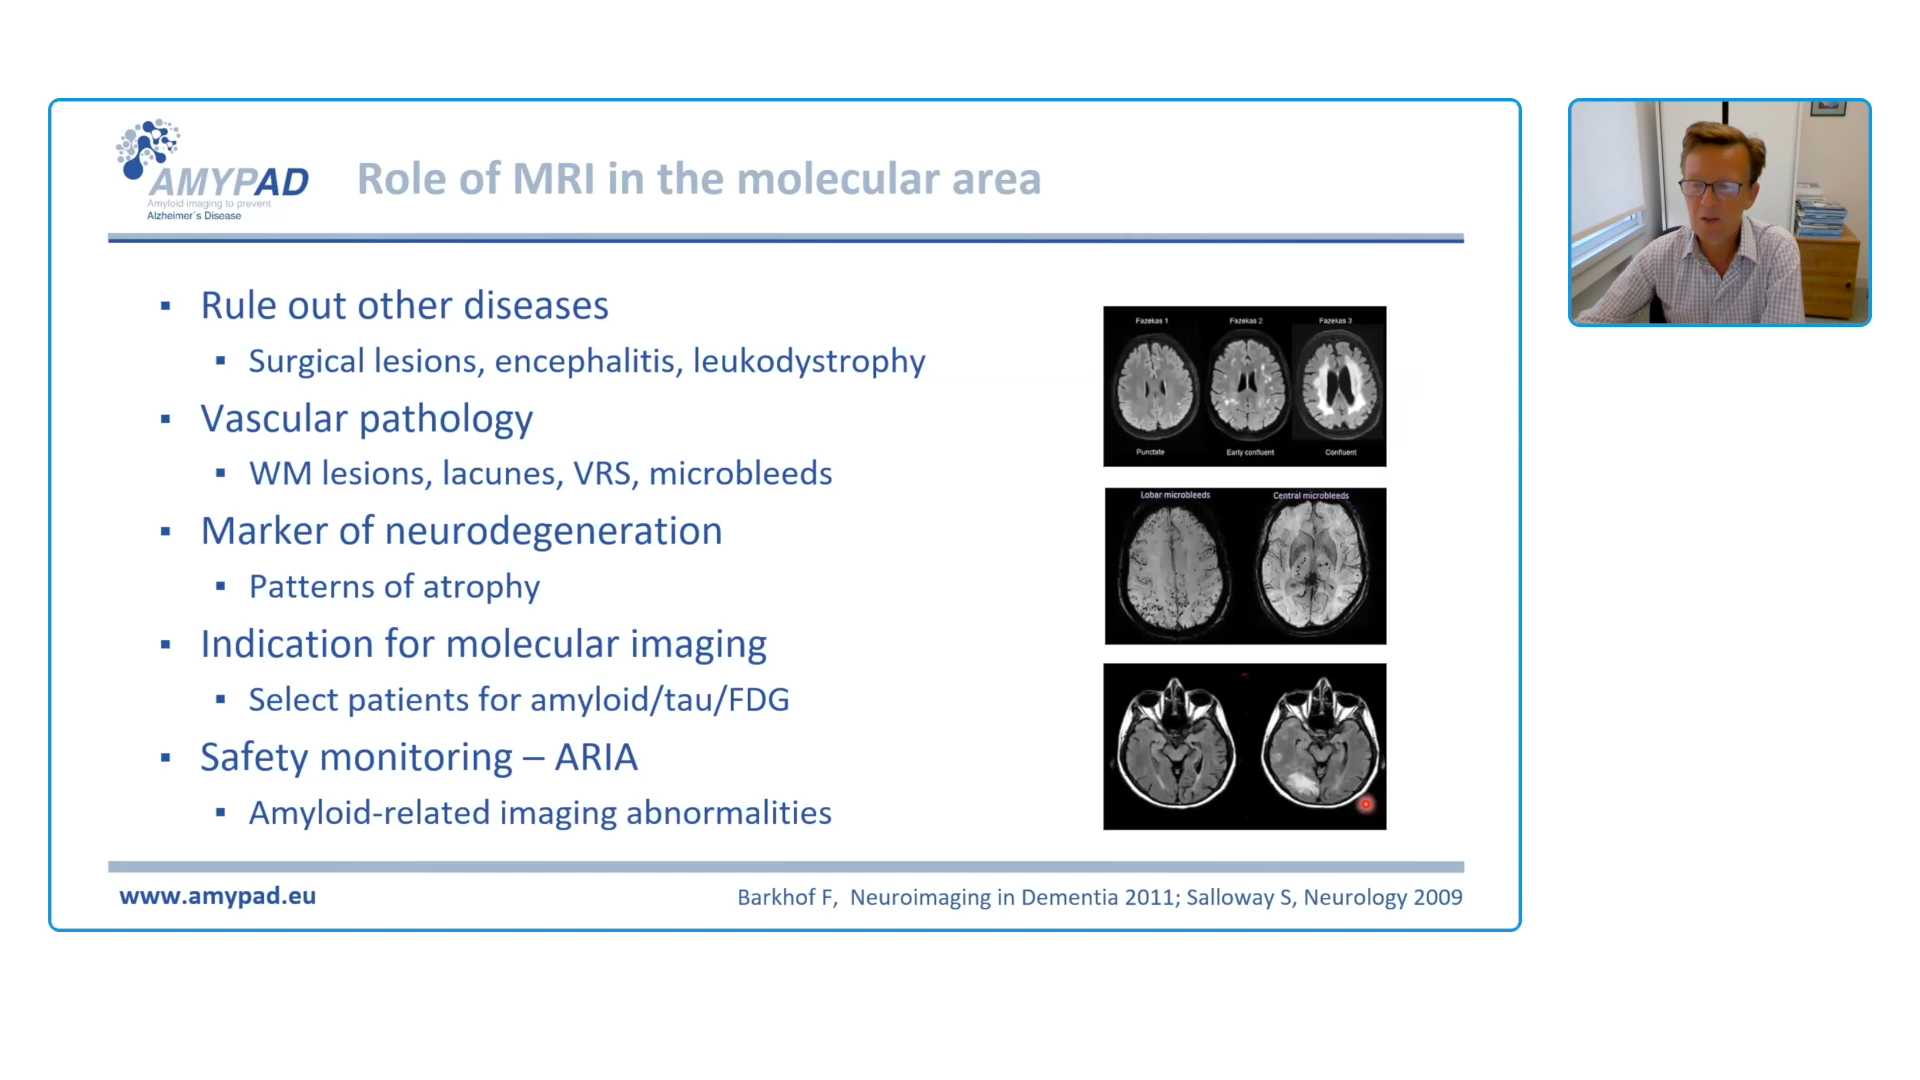 AMYPAD
Amyloid imaging to prevent
Alzheimer´s Disease
Role of MRI in the molecular area
▪ Rule out other diseases
▪ Surgical lesions, encephalitis, leukodystrophy
▪ Vascular pathology
▪ WM lesions, lacunes, VRS, microbleeds
▪ Marker of neurodegeneration
▪ Patterns of atrophy
▪ Indication for molecular imaging
▪ Select patients for amyloid/tau/FDG
▪ Safety monitoring – ARIA
▪ Amyloid-related imaging abnormalities
Fazekas 1 Fazekas 2 Fazekas 3
Punctate Early confluent Confluent
Lobar microbleeds Central microbleeds
www.amypad.eu
Barkhof F, Neuroimaging in Dementia 2011; Salloway S, Neurology 2009